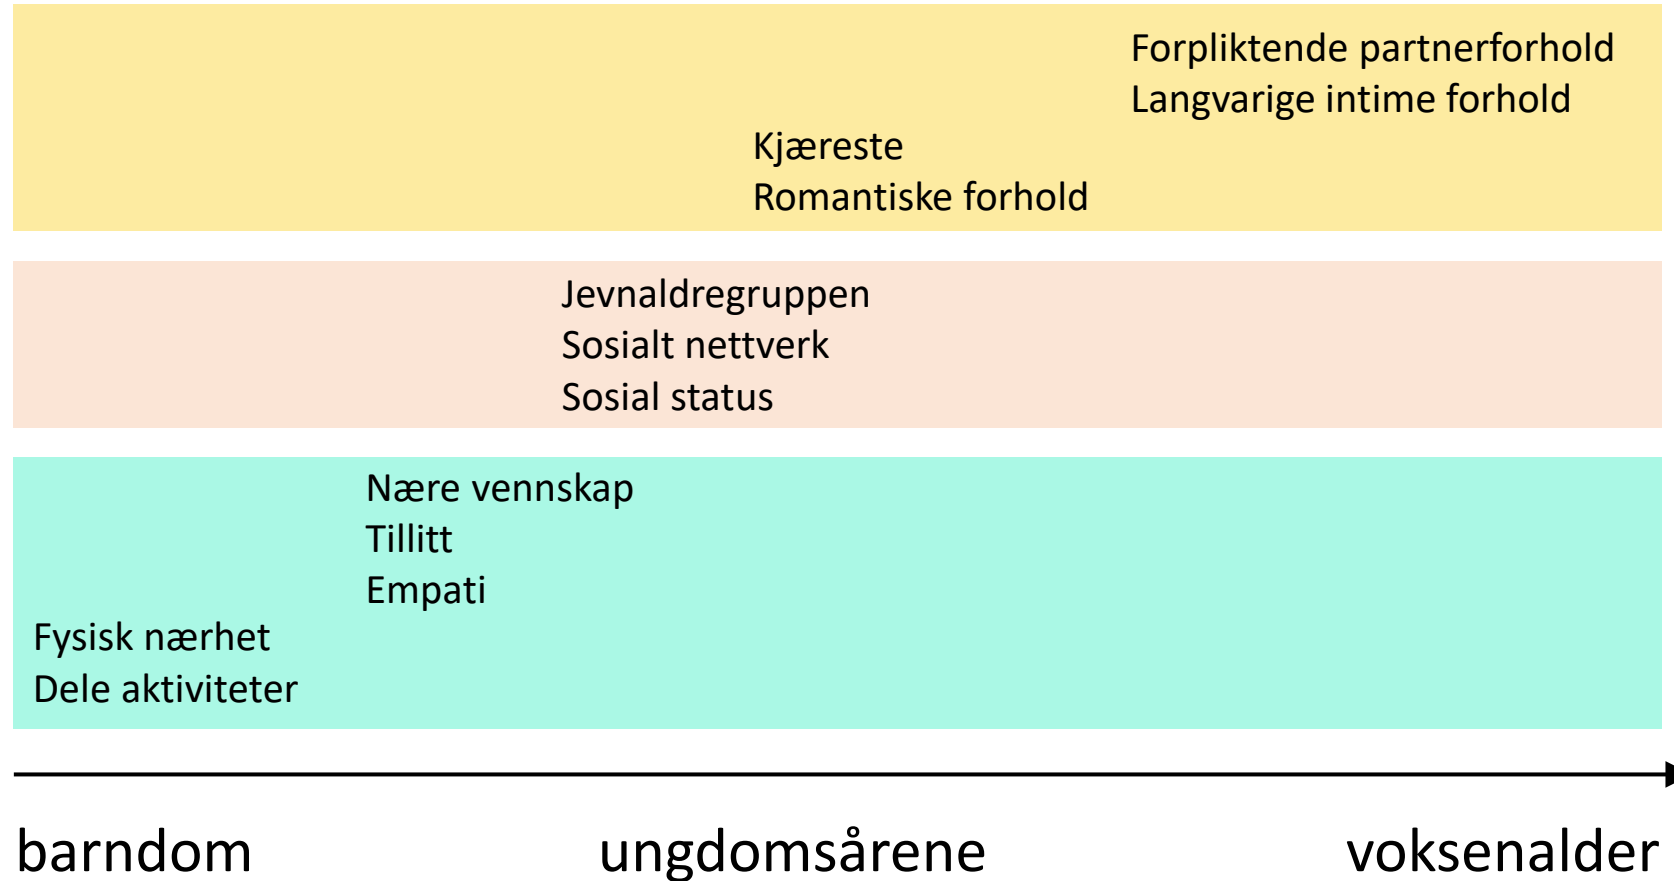 Forpliktende partnerforhold
Langvarige intime forhold
Kjæreste
Romantiske forhold
Jevnaldregruppen
Sosialt nettverk
Sosial status
Nære vennskap
Tillitt
Empati
Fysisk nærhet
Dele aktiviteter
barndom ungdomsårene voksenalder